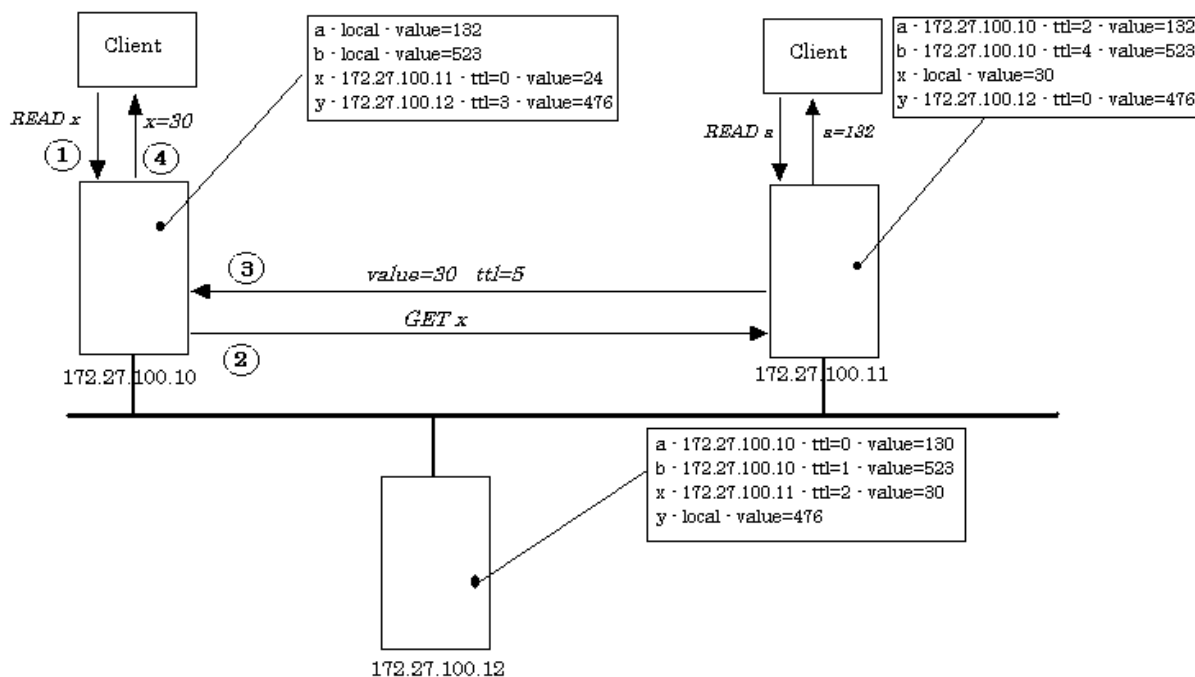 Client
READ x
x=30
1
4
a - local - value=132
b - local - value=523
x - 172.27.100.11 - ttl=0 - value=24
y - 172.27.100.12 - ttl=3 - value=476
Client
READ a
a=132
a - 172.27.100.10 - ttl=2 - value=132
b - 172.27.100.10 - ttl=4 - value=523
x - local - value=30
y - 172.27.100.12 - ttl=0 - value=476
3
value=30 ttl=5
GET x
2
172.27.100.10
172.27.100.11
a - 172.27.100.10 - ttl=0 - value=130
b - 172.27.100.10 - ttl=1 - value=523
x - 172.27.100.11 - ttl=2 - value=30
y - local - value=476
172.27.100.12